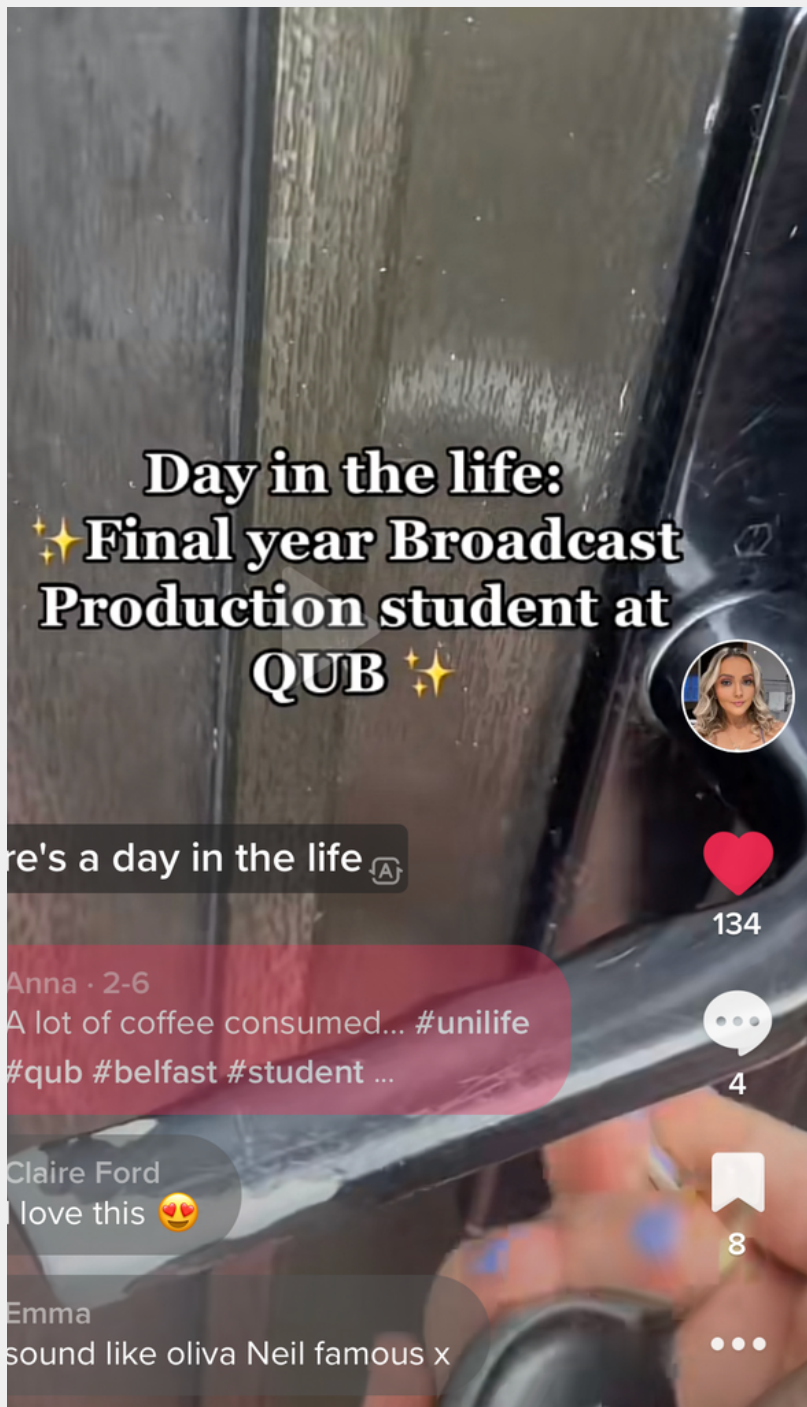 Day in the life:
✨Final year Broadcast
Production student at
QUB ✨
re's a day in the life
134
Anna · 2-6
A lot of coffee consumed... #unilife
#qub #belfast #student ...
4
Claire Ford
I love this 😍
8
Emma
sound like oliva Neil famous x